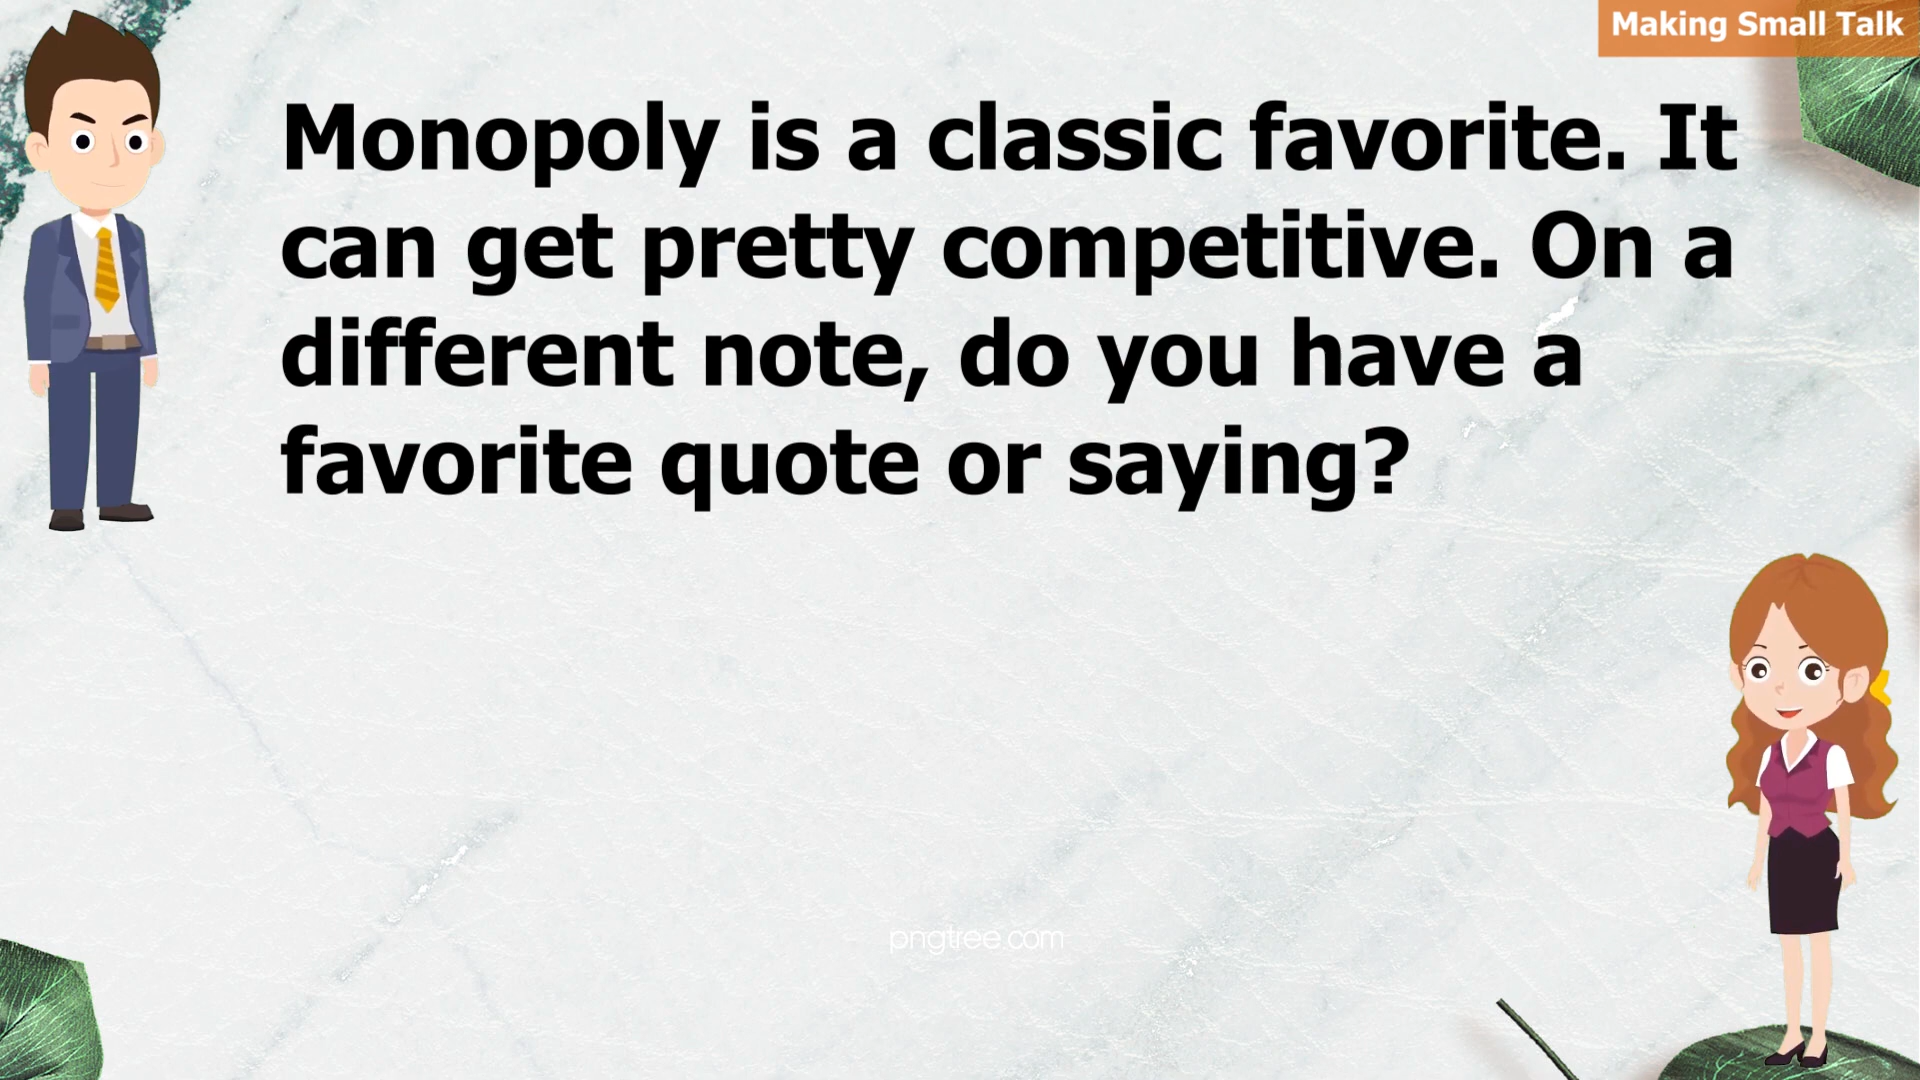 Making Small Talk
Monopoly is a classic favorite. It
can get pretty competitive. On a
different note, do you have a
favorite quote or saying?
pngtree.com